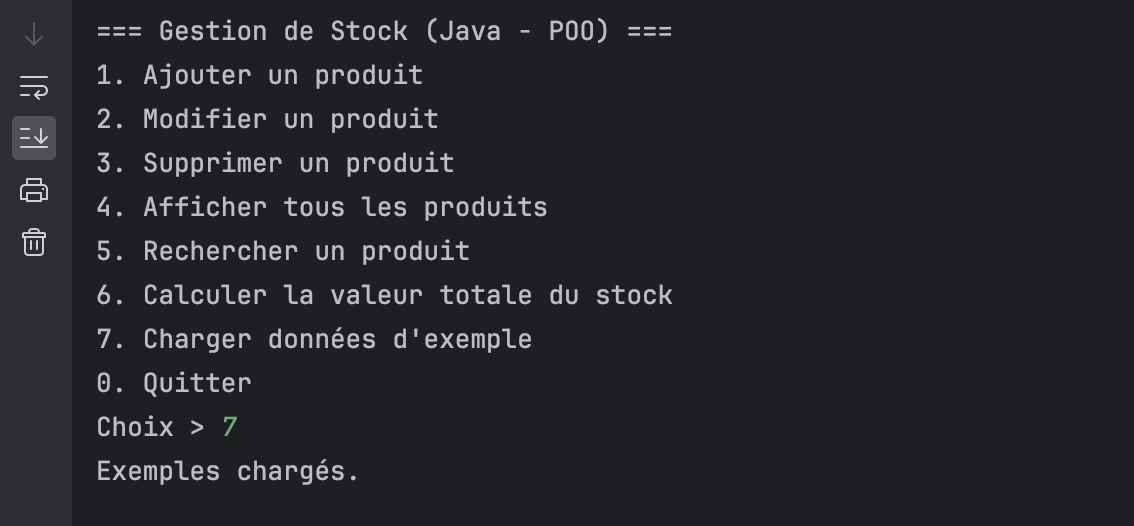 === Gestion de Stock (Java - POO) ===
1. Ajouter un produit
2. Modifier un produit
3. Supprimer un produit
4. Afficher tous les produits
5. Rechercher un produit
6. Calculer la valeur totale du stock
7. Charger données d'exemple
0. Quitter
Choix > 7
Exemples chargés.